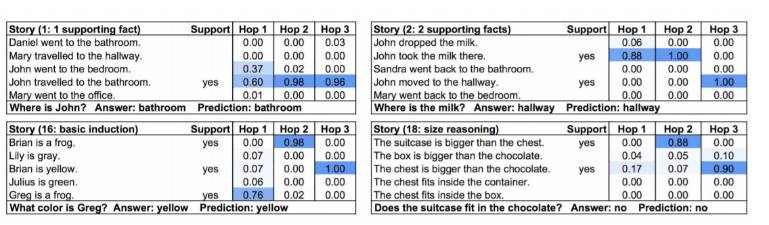 Story (1: 1 supporting fact) Support Hop 1 Hop 2 Hop 3
Daniel went to the bathroom. 0.00 0.00 0.03
Mary travelled to the hallway. 0.00 0.00 0.00
John went to the bedroom. 0.37 0.02 0.00
John travelled to the bathroom. yes 0.60 0.98 0.96
Mary went to the office. 0.01 0.00 0.00
Where is John? Answer: bathroom Prediction: bathroom
Story (2: 2 supporting facts) Support Hop 1 Hop 2 Hop 3
John dropped the milk. 0.06 0.00 0.00
John took the milk there. yes 0.88 1.00 0.00
Sandra went back to the bathroom. 0.00 0.00 0.00
John moved to the hallway. yes 0.00 0.00 1.00
Mary went back to the bedroom. 0.00 0.00 0.00
Where is the milk? Answer: hallway Prediction: hallway
Story (16: basic induction) Support Hop 1 Hop 2 Hop 3
Brian is a frog. yes 0.00 0.98 0.00
Lily is gray. 0.07 0.00 0.00
Brian is yellow. yes 0.07 0.00 1.00
Julius is green. 0.06 0.00 0.00
Greg is a frog. yes 0.76 0.02 0.00
What color is Greg? Answer: yellow Prediction: yellow
Story (18: size reasoning) Support Hop 1 Hop 2 Hop 3
The suitcase is bigger than the chest. yes 0.00 0.88 0.00
The box is bigger than the chocolate. 0.04 0.05 0.10
The chest is bigger than the chocolate. yes 0.17 0.07 0.90
The chest fits inside the container. 0.00 0.00 0.00
The chest fits inside the box. 0.00 0.00 0.00
Does the suitcase fit in the chocolate? Answer: no Prediction: no